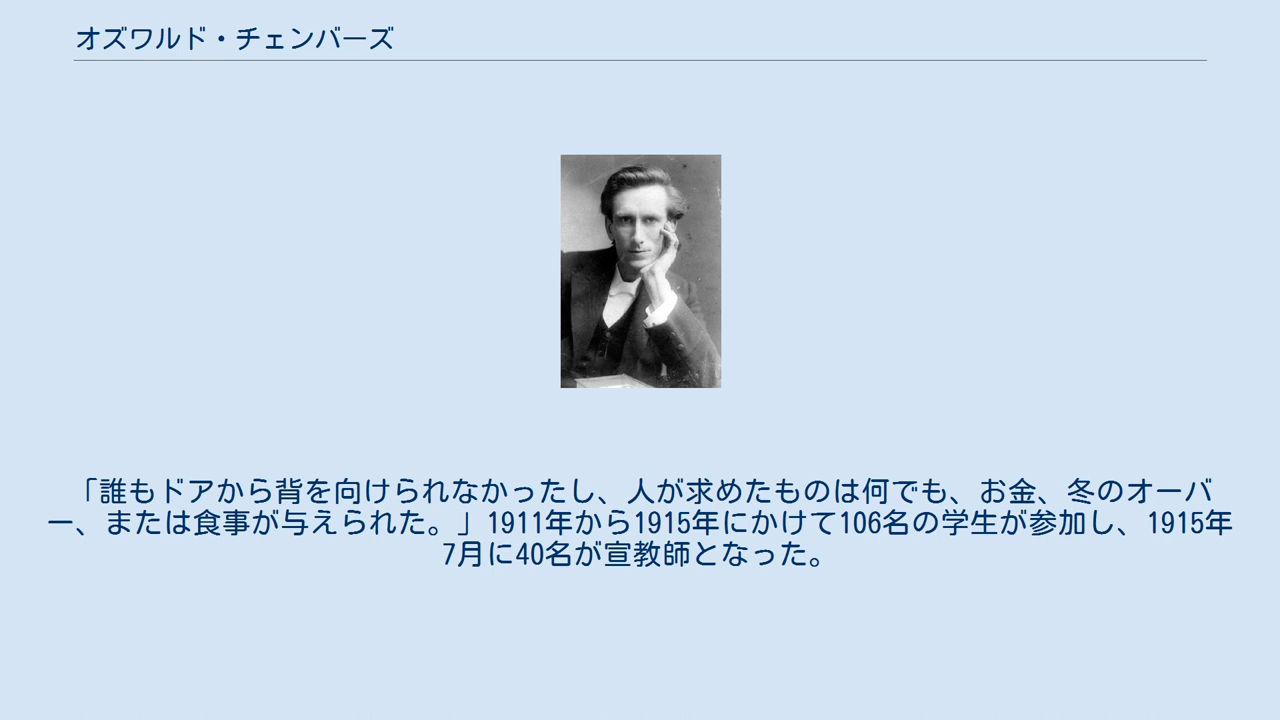 オズワルド・チェンバーズ
「誰もドアから背を向けられなかったし、人が求めたものは何でも、お金、冬のオーバ
ー、または食事が与えられた。」1911年から1915年にかけて106名の学生が参加し、1915年
7月に40名が宣教師となった。